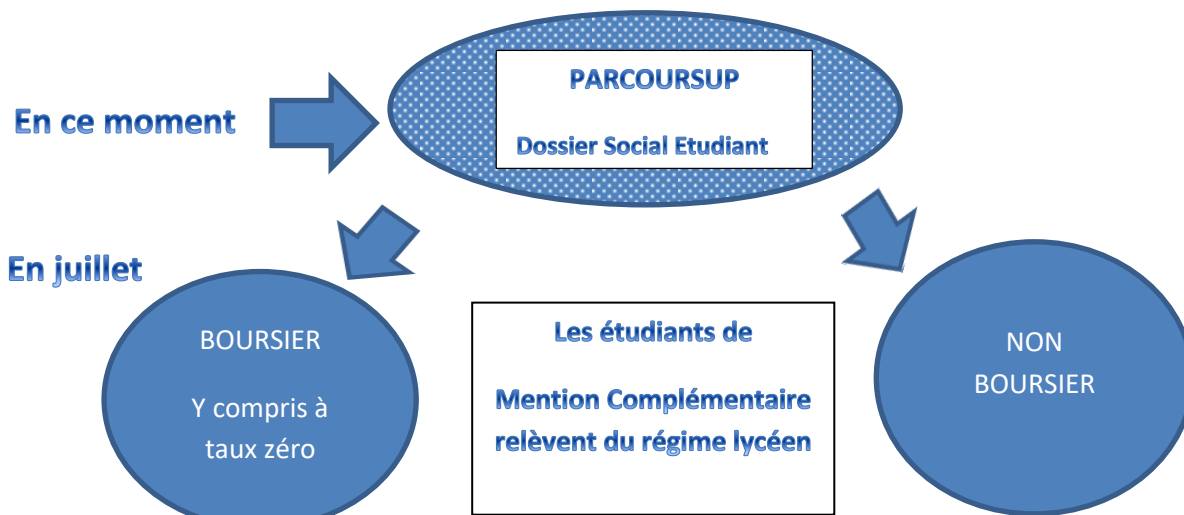 PARCOURSUP
En ce moment
Dossier Social Etudiant
En juillet
BOURSIER
Y compris à
taux zéro
Les étudiants de
Mention Complémentaire
relèvent du régime lycéen
NON
BOURSIER